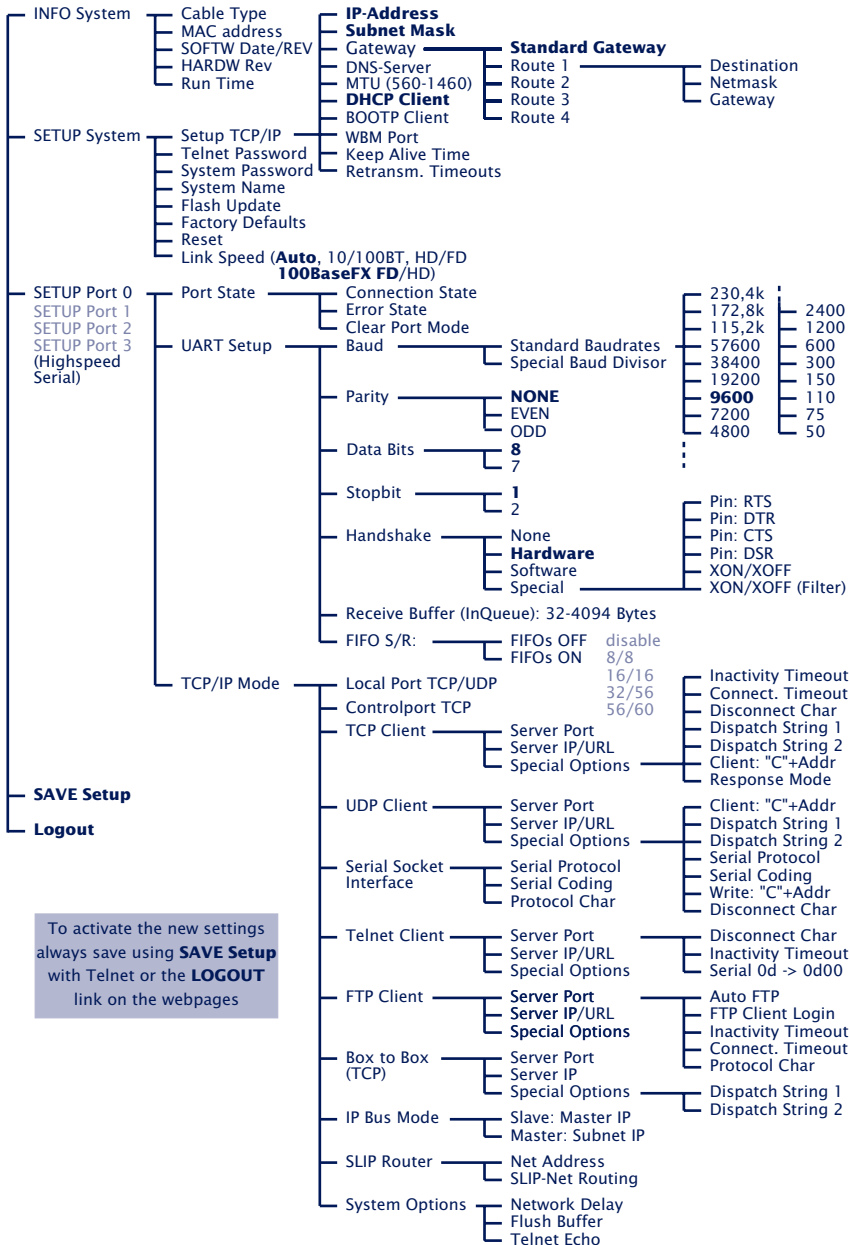 INFO System
Cable Type
MAC address
SOFTW Date/REV
HARDW Rev
Run Time
SETUP System
Setup TCP/IP
IP-Address
Subnet Mask
Gateway
Standard Gateway
Route 1
Destination
Netmask
Gateway
Route 2
Route 3
Route 4
DNS-Server
MTU (560-1460)
DHCP Client
BOOTP Client
WBM Port
Keep Alive Time
Retransm. Timeouts
Telnet Password
System Password
System Name
Flash Update
Factory Defaults
Reset
Link Speed (Auto, 10/100BT, HD/FD
100BaseFX FD/HD)
SETUP Port 0
SETUP Port 1
SETUP Port 2
SETUP Port 3
(Highspeed
Serial)
Port State
Connection State
Error State
Clear Port Mode
UART Setup
Baud
Standard Baudrates
230,4k
172,8k
115,2k
57600
38400
19200
9600
7200
4800
2400
1200
600
300
150
110
75
50
Special Baud Divisor
Parity
NONE
EVEN
ODD
Data Bits
8
7
Stopbit
1
2
Handshake
None
Hardware
Software
Special
Pin: RTS
Pin: DTR
Pin: CTS
Pin: DSR
XON/XOFF
XON/XOFF (Filter)
Receive Buffer (InQueue): 32-4094 Bytes
FIFO S/R:
FIFOs OFF disable
FIFOs ON 8/8
16/16
32/56
56/60
TCP/IP Mode
Local Port TCP/UDP
Controlport TCP
TCP Client
Server Port
Server IP/URL
Special Options
Inactivity Timeout
Connect. Timeout
Disconnect Char
Dispatch String 1
Dispatch String 2
Client: "C"+Addr
Response Mode
UDP Client
Server Port
Server IP/URL
Special Options
Client: "C"+Addr
Dispatch String 1
Dispatch String 2
Serial Protocol
Serial Coding
Write: "C"+Addr
Disconnect Char
Serial Socket
Interface
Serial Protocol
Serial Coding
Protocol Char
Telnet Client
Server Port
Server IP/URL
Special Options
Disconnect Char
Inactivity Timeout
Serial 0d -> 0d00
FTP Client
Server Port
Server IP/URL
Special Options
Auto FTP
FTP Client Login
Inactivity Timeout
Connect. Timeout
Protocol Char
Box to Box
(TCP)
Server Port
Server IP
Special Options
Dispatch String 1
Dispatch String 2
IP Bus Mode
Slave: Master IP
Master: Subnet IP
SLIP Router
Net Address
SLIP-Net Routing
System Options
Network Delay
Flush Buffer
Telnet Echo
SAVE Setup
Logout
To activate the new settings
always save using SAVE Setup
with Telnet or the LOGOUT
link on the webpages